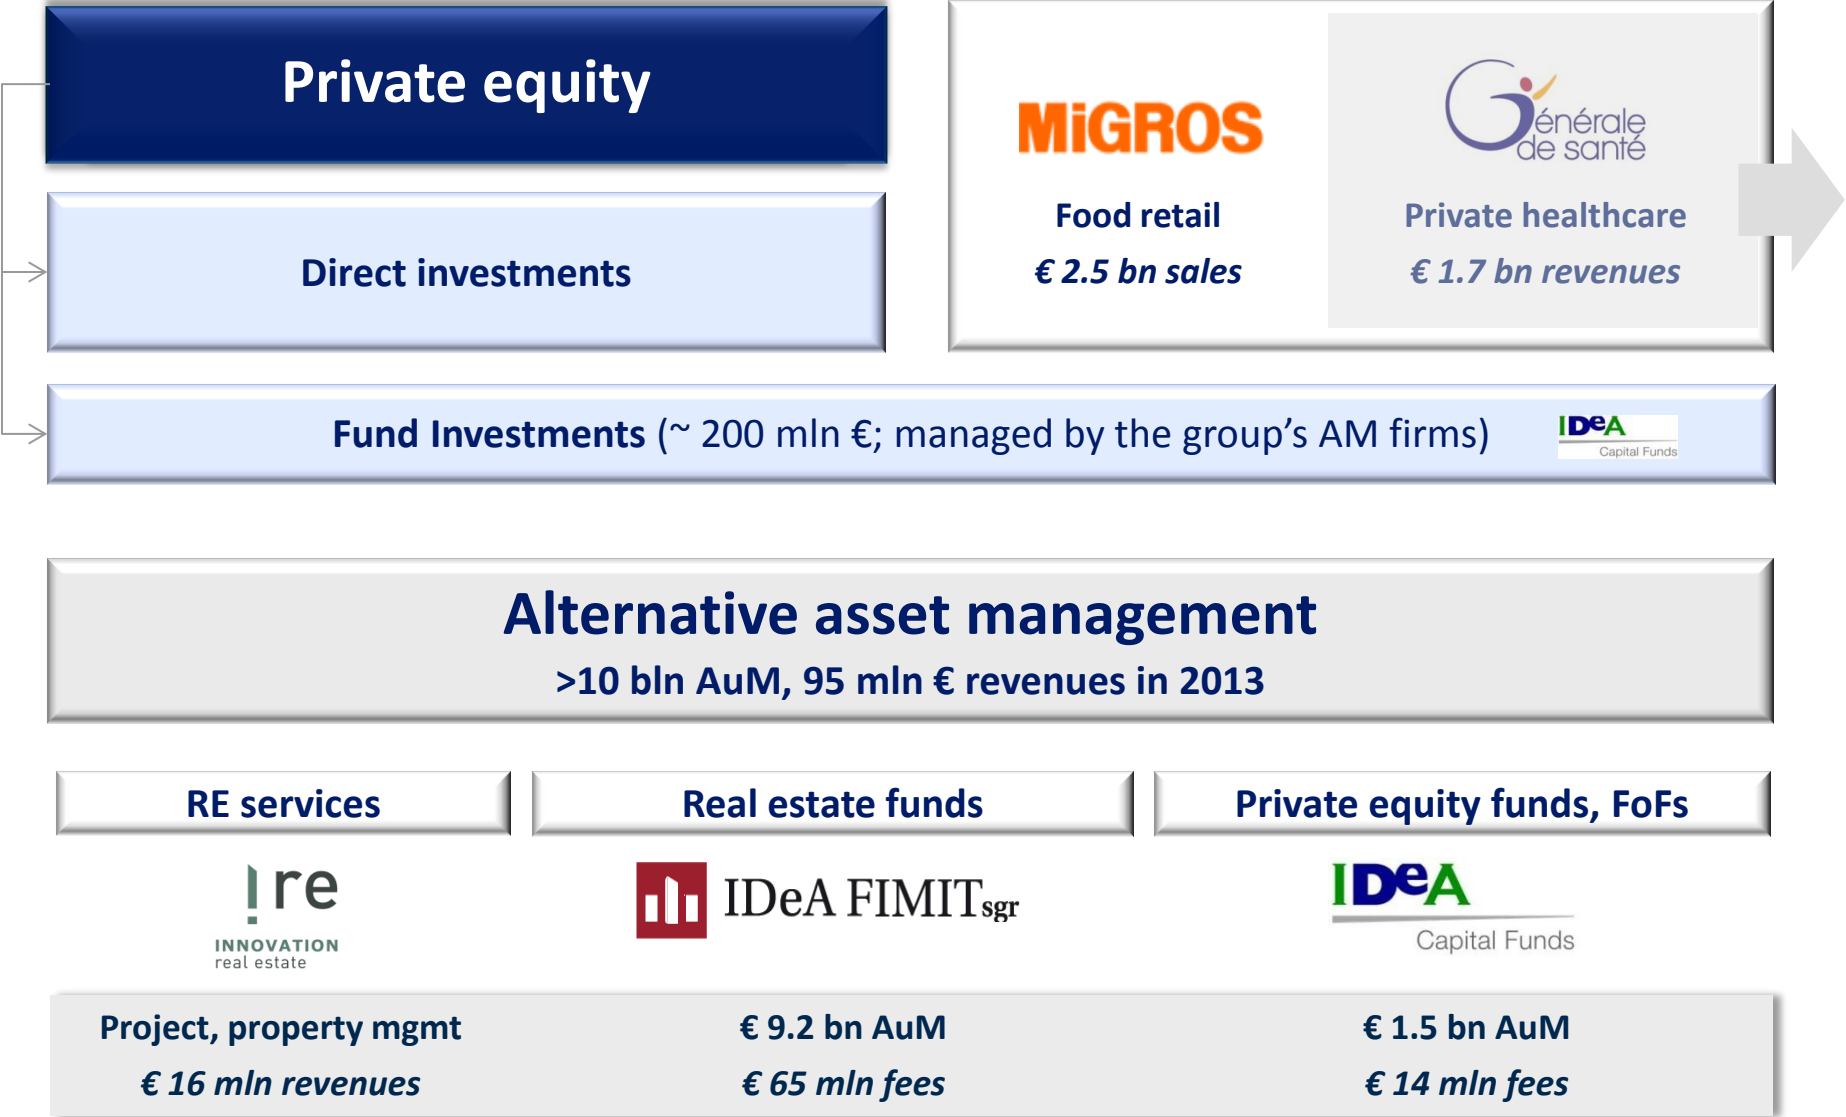 Private equity
MiGROS
Générale
de santé
Food retail
Private healthcare
€ 2.5 bn sales
€ 1.7 bn revenues
Direct investments
Fund Investments (~ 200 mln €; managed by the group's AM firms)
IDeA
Capital Funds
Alternative asset management
>10 bln AuM, 95 mln € revenues in 2013
RE services
Real estate funds
Private equity funds, FoFs
re
INNOVATION
real estate
IDeA FIMIT sgr
IDeA
Capital Funds
Project, property mgmt
€ 9.2 bn AuM
€ 1.5 bn AuM
€ 16 mln revenues
€ 65 mln fees
€ 14 mln fees